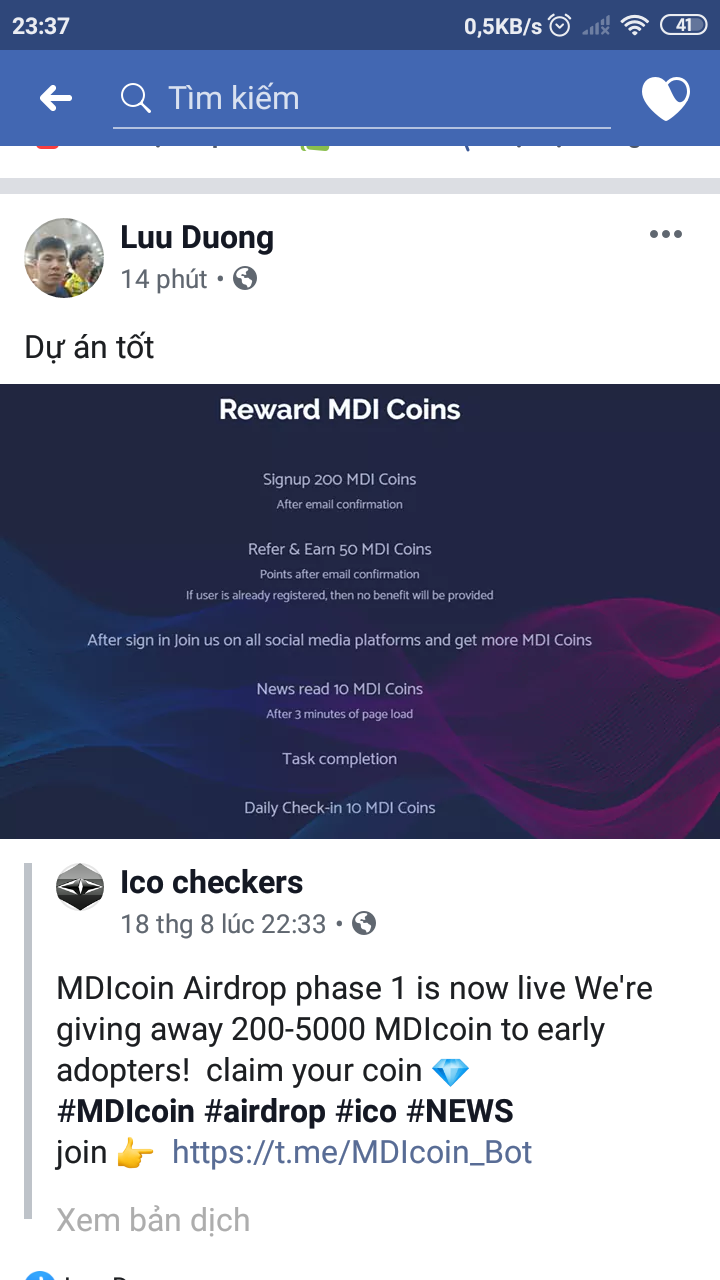 23:37
0,5KB/s 41
Tìm kiếm
Luu Duong
14 phút
Dự án tốt
Reward MDI Coins
Signup 200 MDI Coins
After email confirmation
Refer & Earn 50 MDI Coins
Points after email confirmation
If user is already registered, then no benefit will be provided
After sign in Join us on all social media platforms and get more MDI Coins
News read 10 MDI Coins
After 3 minutes of page load
Task completion
Daily Check-in 10 MDI Coins
Ico checkers
18 thg 8 lúc 22:33
MDIcoin Airdrop phase 1 is now live We're
giving away 200-5000 MDIcoin to early
adopters! claim your coin 💎
#MDIcoin #airdrop #ico #NEWS
join 👉 https://t.me/MDIcoin_Bot
Xem bản dịch